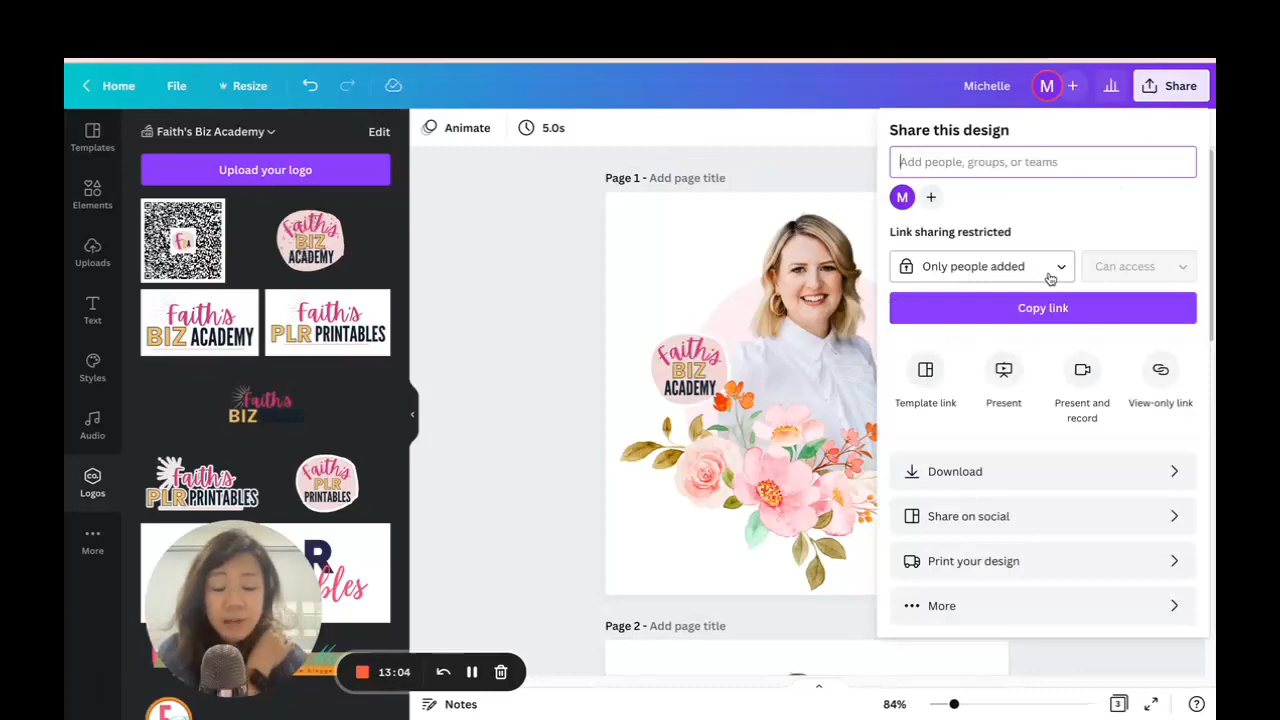 Home
File
Resize
Michelle
M
+
Share
Templates
Elements
Uploads
Text
Styles
Audio
CO.
Logos
More
Faith's Biz Academy
Edit
Upload your logo
Faith's
BIZ
ACADEMY
Faith's
BIZ ACADEMY
Faith's
PLR PRINTABLES
Faith's
BIZ
Faith's
PLR PRINTABLES
Faith's
PLR
PRINTABLES
R
13:04
Animate
5.0s
Page 1 - Add page title
Faith's
BIZ
ACADEMY
Page 2 - Add page title
Notes
84%
3
?
Share this design
Add people, groups, or teams
M
+
Link sharing restricted
Only people added
Can access
Copy link
Template link
Present
Present and
record
View-only link
Download
Share on social
Print your design
More